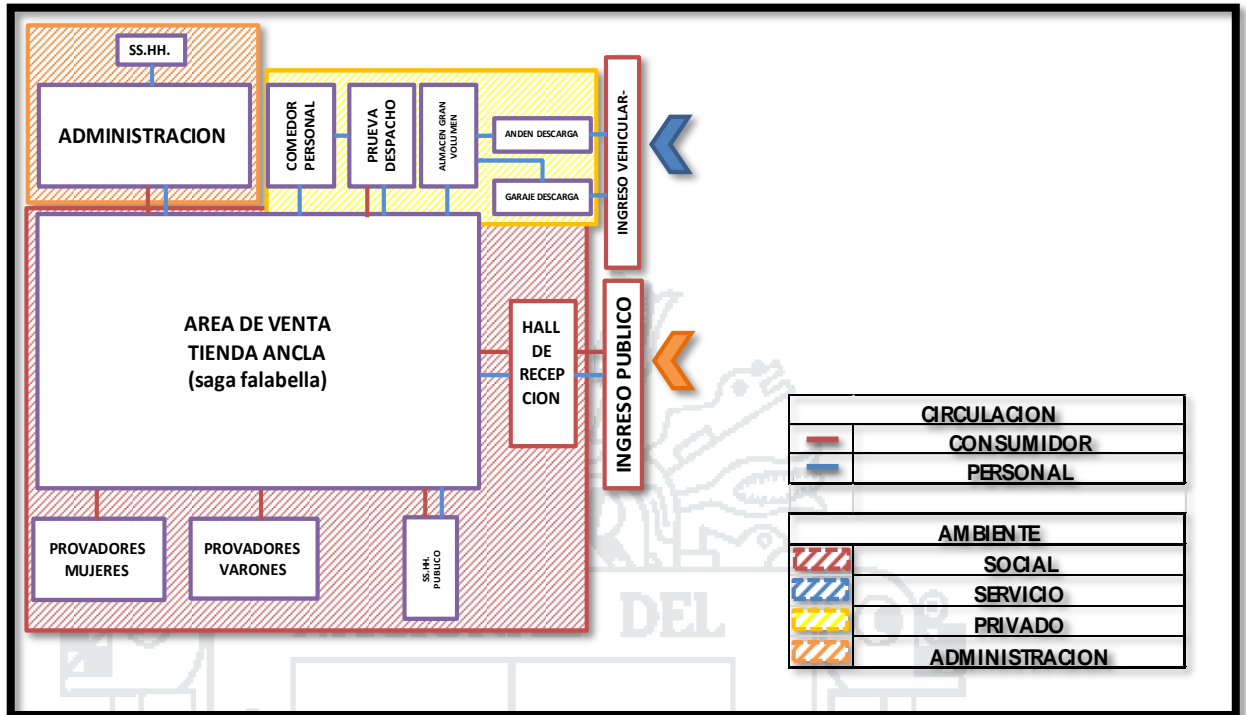 SS.HH.
ADMINISTRACION
COMEDOR
PERSONAL
PRUEVA
DESPACHO
ALMACEN GRAN
VOLUMEN
ANDEN DESCARGA
GARAJE DESCARGA
INGRESO VEHICULAR-
AREA DE VENTA
TIENDA ANCLA
(saga falabella)
HALL
DE
RECEP
CION
INGRESO PUBLICO
PROVADORES
MUJERES
PROVADORES
VARONES
SS.HH.
PUBLICO
CIRCULACION
CONSUMIDOR
PERSONAL
AMBIENTE
SOCIAL
SERVICIO
PRIVADO
ADMINISTRACION
DEL